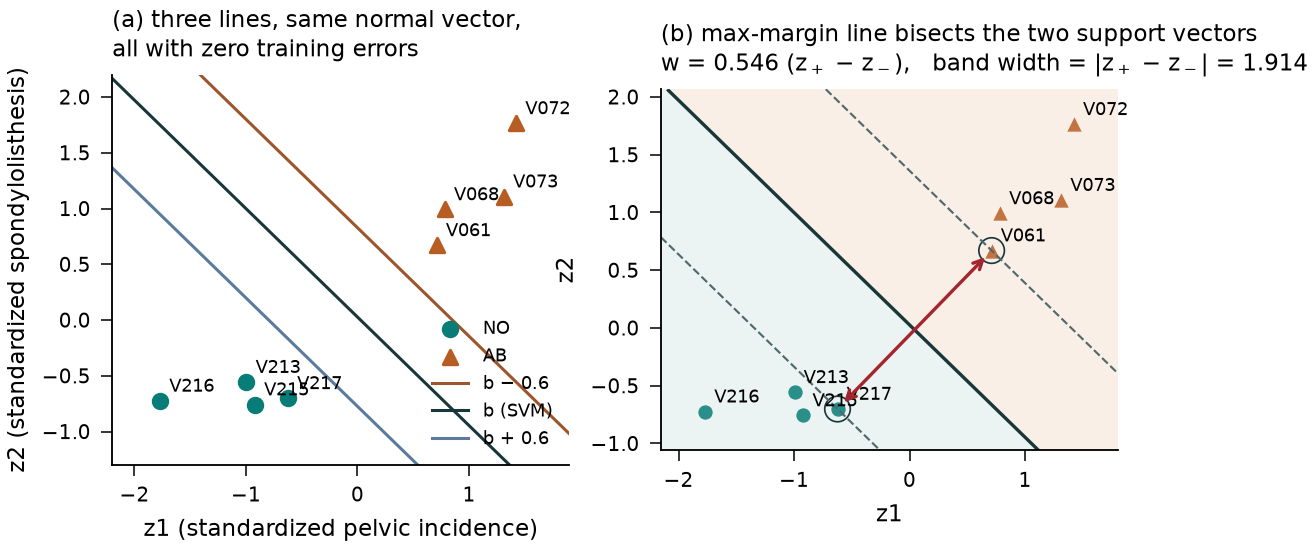 (a) three lines, same normal vector,
all with zero training errors
z2 (standardized spondylolisthesis)
2.0
1.5
1.0
0.5
0.0
−0.5
−1.0
V072
V073
V068
V061
V213
V216
V215
V217
NO
AB
b − 0.6
b (SVM)
b + 0.6
−2
−1
0
1
z1 (standardized pelvic incidence)
(b) max-margin line bisects the two support vectors
w = 0.546 (z₊ − z₋),   band width = |z₊ − z₋| = 1.914
z2
2.0
1.5
1.0
0.5
0.0
−0.5
−1.0
V072
V073
V068
V061
V213
V216
V215
V217
−2
−1
0
1
z1